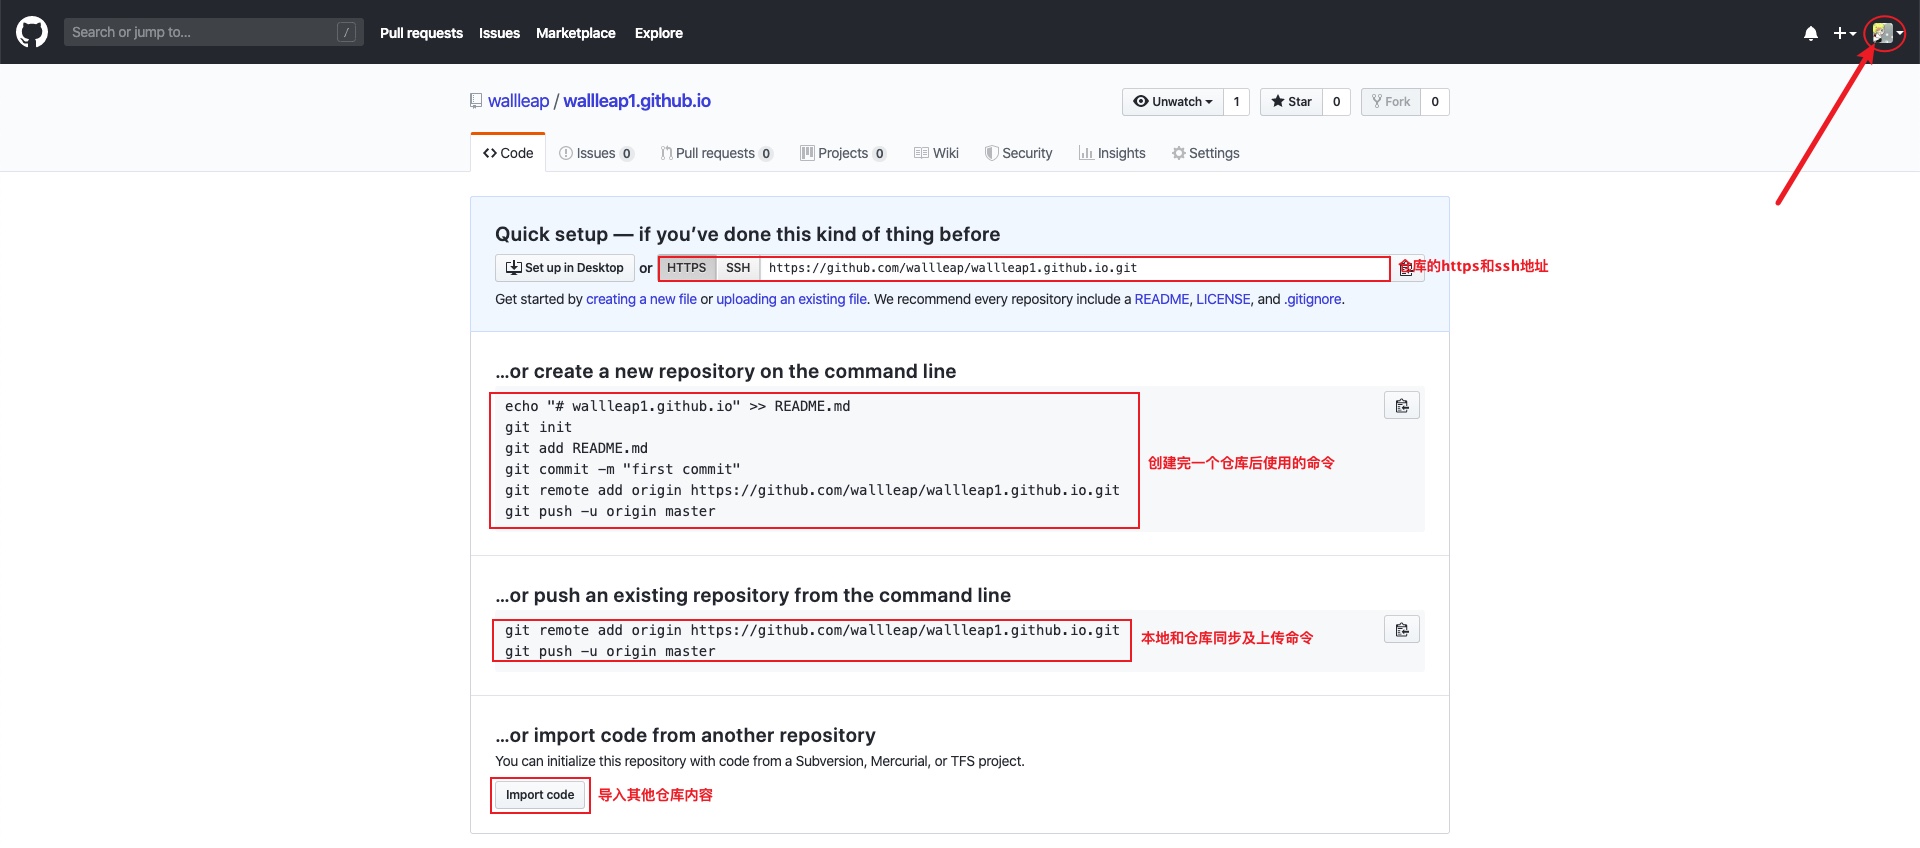 Search or jump to... /
Pull requests Issues Marketplace Explore
wallleap / wallleap1.github.io
Unwatch 1 Star 0 Fork 0
Code Issues 0 Pull requests 0 Projects 0 Wiki Security Insights Settings
Quick setup — if you’ve done this kind of thing before
Set up in Desktop or HTTPS SSH https://github.com/wallleap/wallleap1.github.io.git 仓库的https和ssh地址
Get started by creating a new file or uploading an existing file. We recommend every repository include a README, LICENSE, and .gitignore.
…or create a new repository on the command line
echo "# wallleap1.github.io" >> README.md
git init
git add README.md
git commit -m "first commit"
创建完一个仓库后使用的命令
git remote add origin https://github.com/wallleap/wallleap1.github.io.git
git push -u origin master
…or push an existing repository from the command line
git remote add origin https://github.com/wallleap/wallleap1.github.io.git
本地和仓库同步及上传命令
git push -u origin master
…or import code from another repository
You can initialize this repository with code from a Subversion, Mercurial, or TFS project.
Import code 导入其他仓库内容